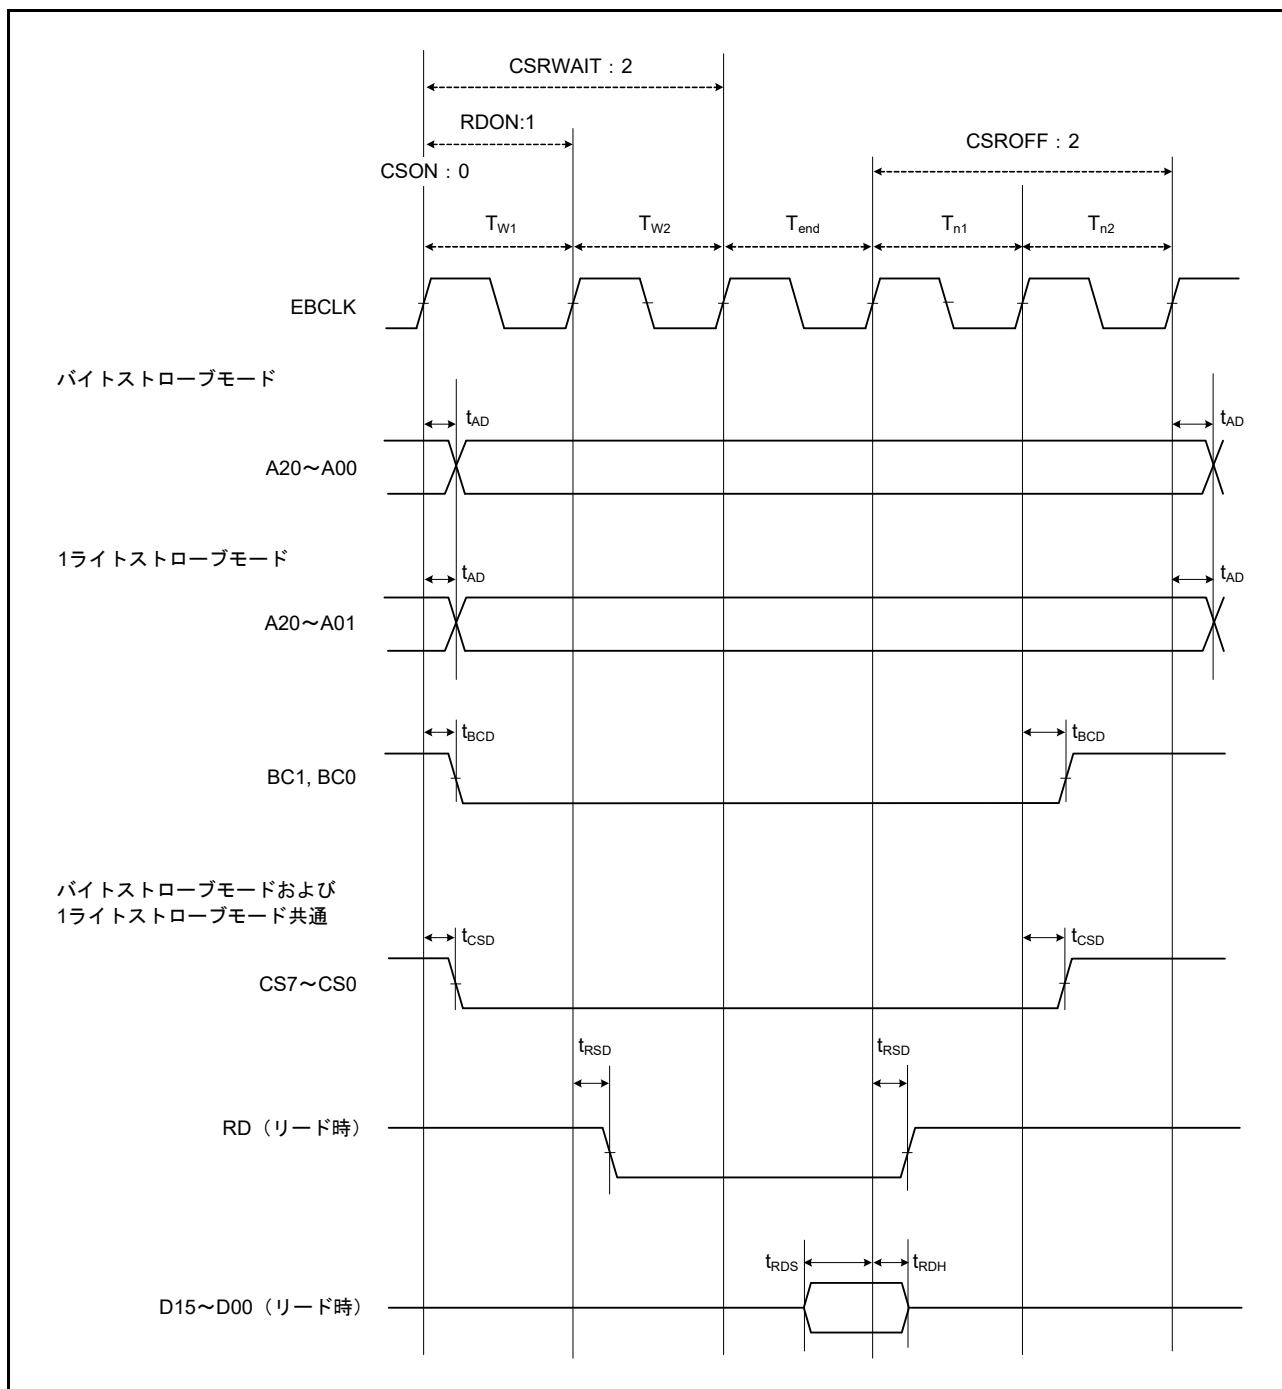 CSRWAIT：2
RDON:1
CSROFF：2
CSON：0
TW1 TW2 Tend Tn1 Tn2
EBCLK
バイトストローブモード
tAD tAD
A20～A00
1ライトストローブモード
tAD tAD
A20～A01
tBCD tBCD
BC1, BC0
バイトストローブモードおよび
1ライトストローブモード共通
tCSD tCSD
CS7～CS0
tRSD tRSD
RD（リード時）
tRDS tRDH
D15～D00（リード時）